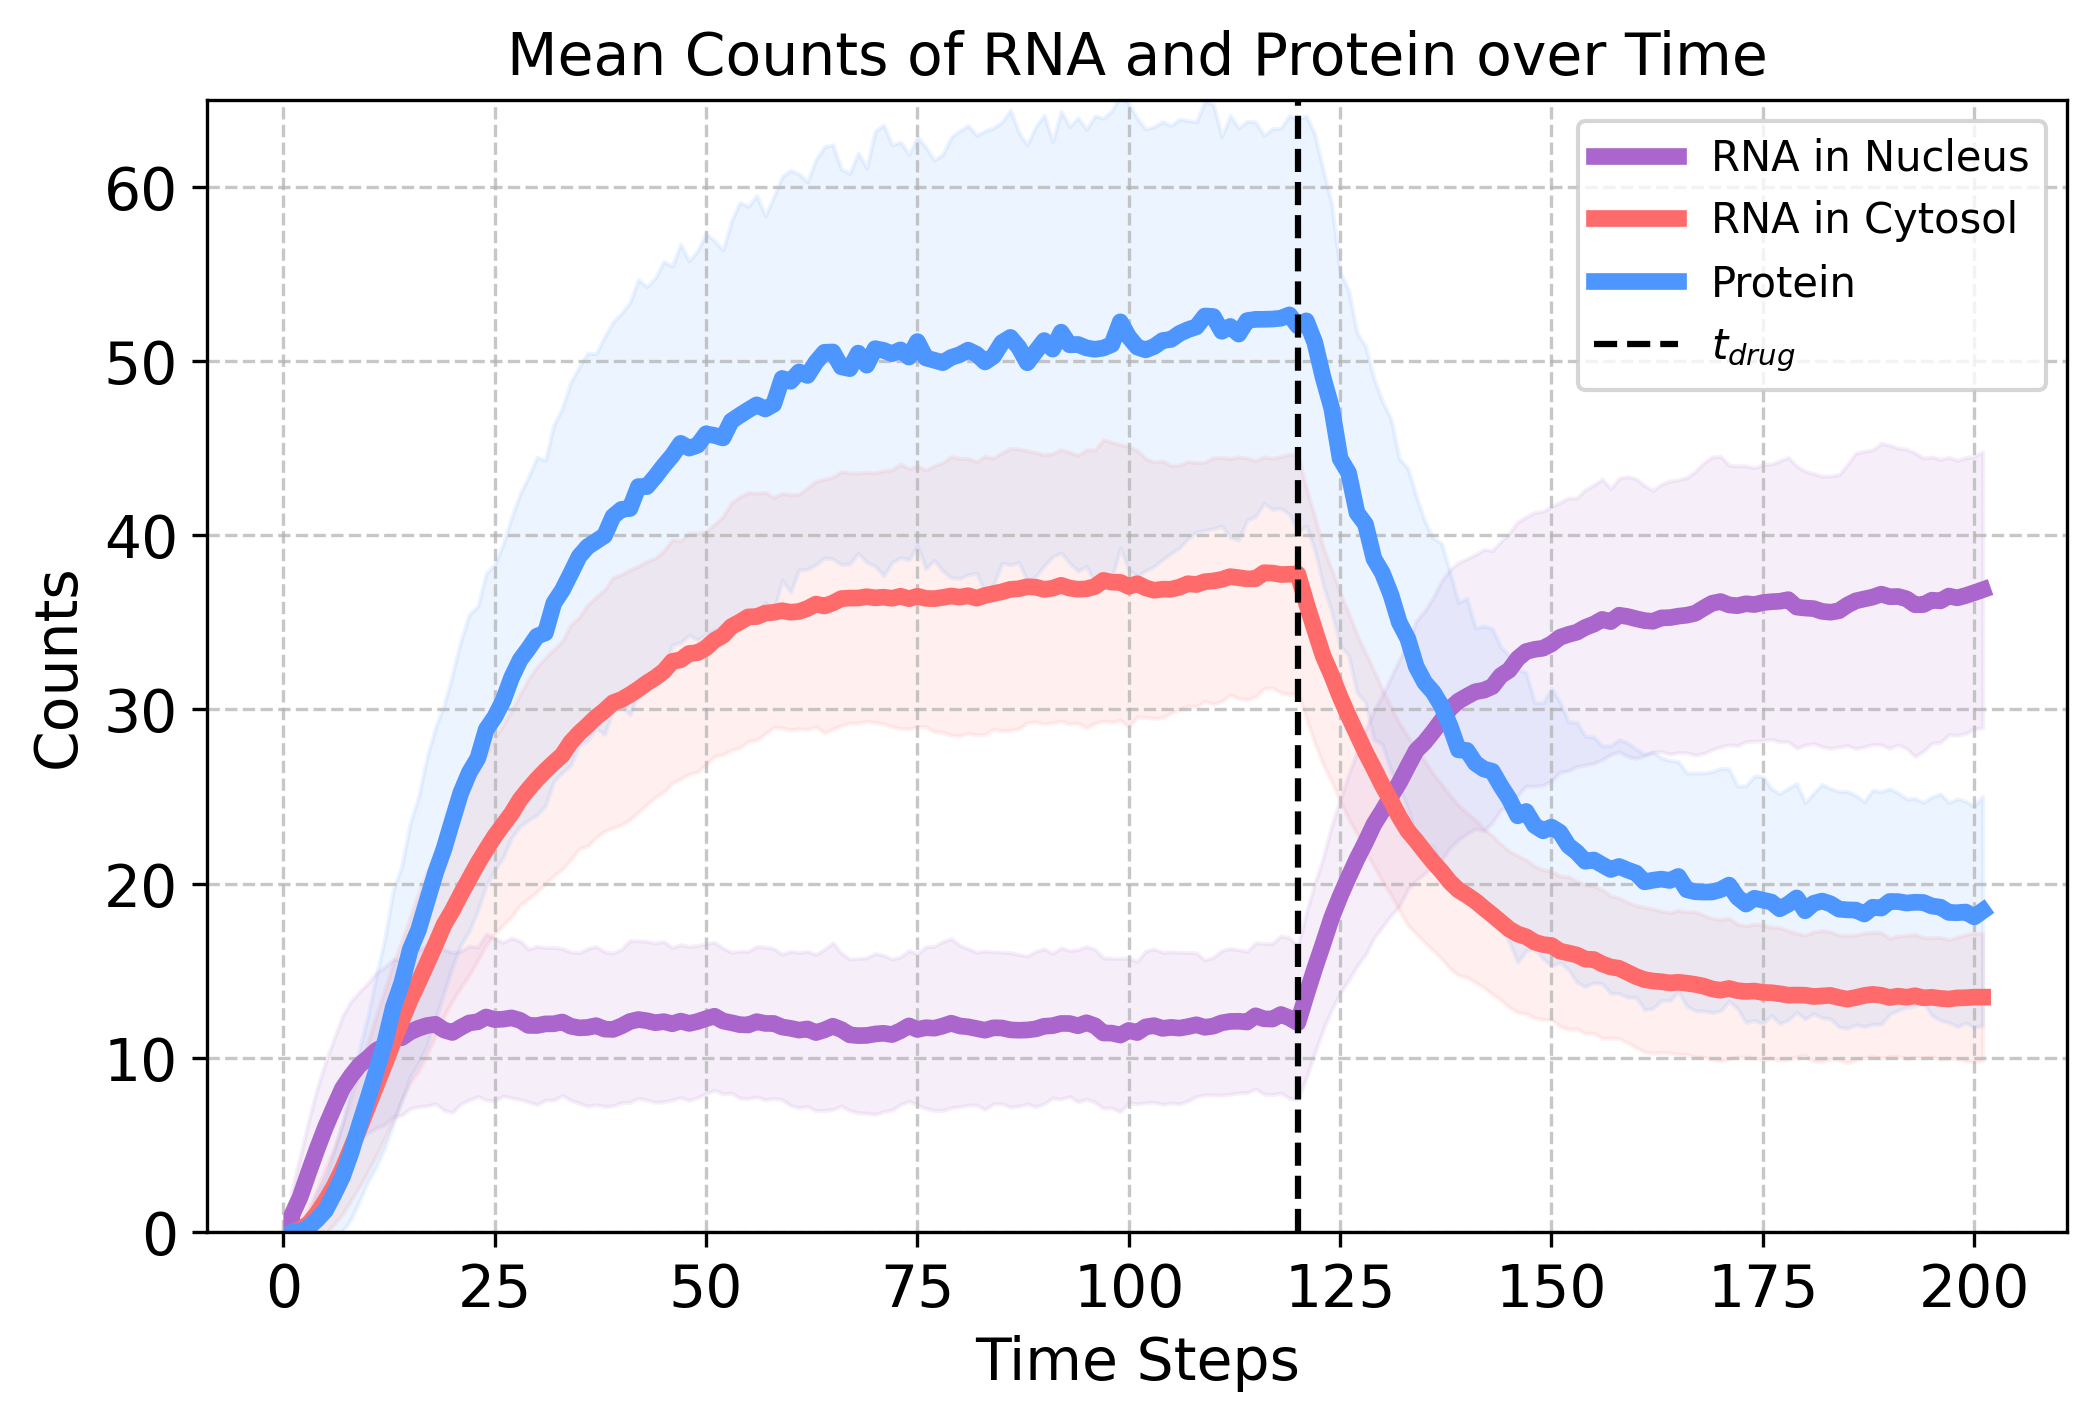 Mean Counts of RNA and Protein over Time
RNA in Nucleus
RNA in Cytosol
Protein
t_drug
Counts
60
50
40
30
20
10
0
0 25 50 75 100 125 150 175 200
Time Steps